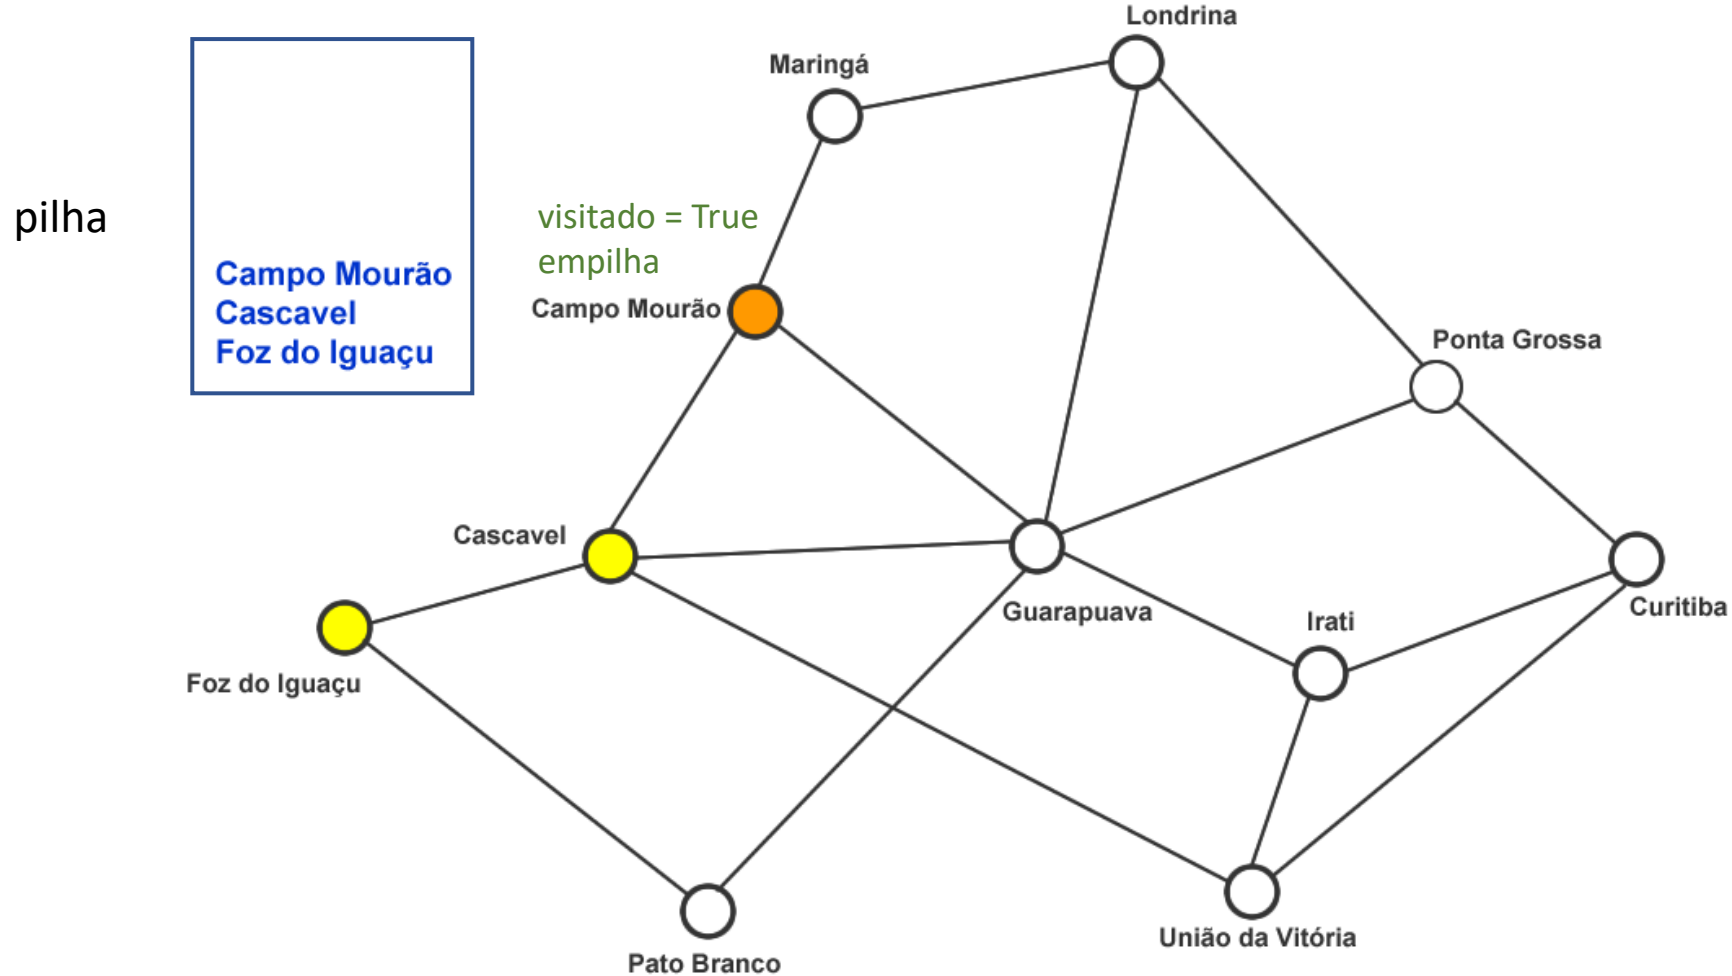 pilha
Campo Mourão
Cascavel
Foz do Iguaçu
visitado = True
empilha
Londrina
Maringá
Campo Mourão
Ponta Grossa
Cascavel
Guarapuava
Curitiba
Irati
Foz do Iguaçu
União da Vitória
Pato Branco